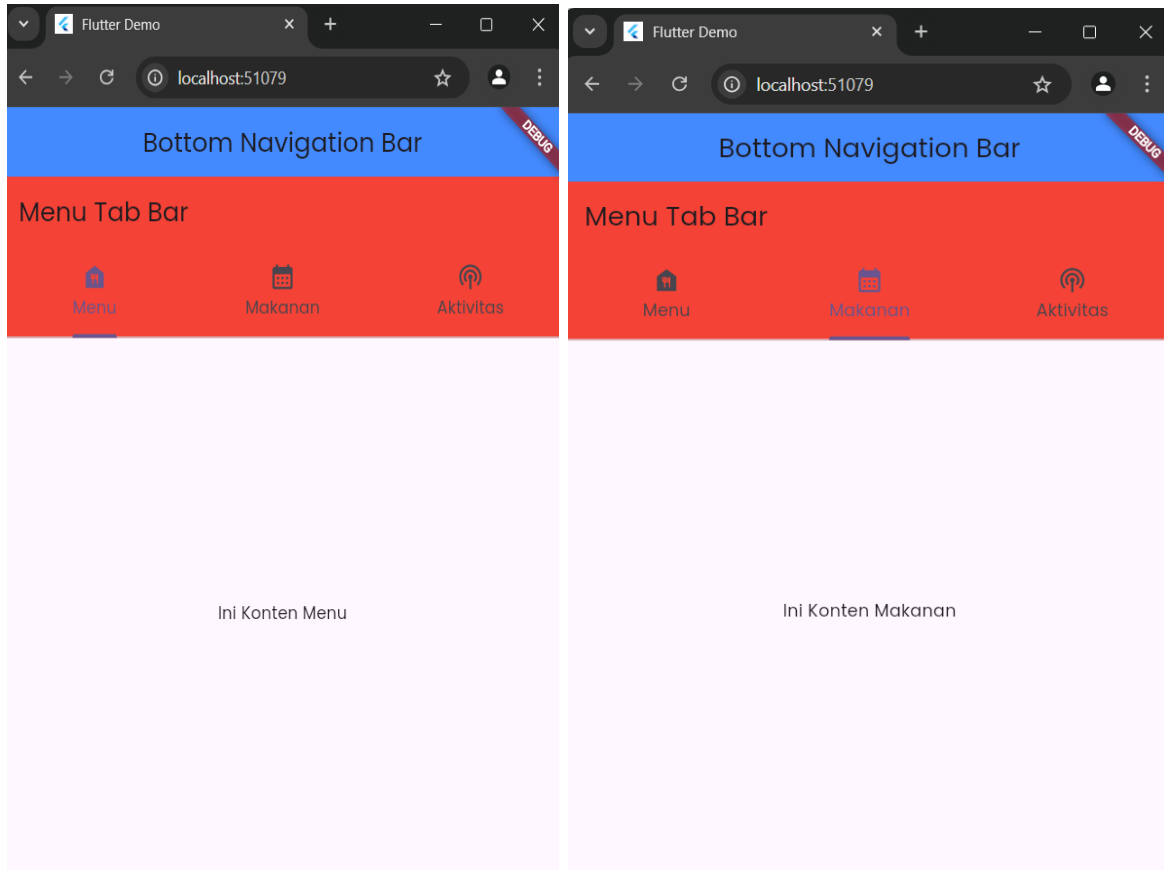 Flutter Demo
localhost:51079
Bottom Navigation Bar
DEBUG
Menu Tab Bar
Menu
Makanan
Aktivitas
Ini Konten Menu
Flutter Demo
localhost:51079
Bottom Navigation Bar
DEBUG
Menu Tab Bar
Menu
Makanan
Aktivitas
Ini Konten Makanan